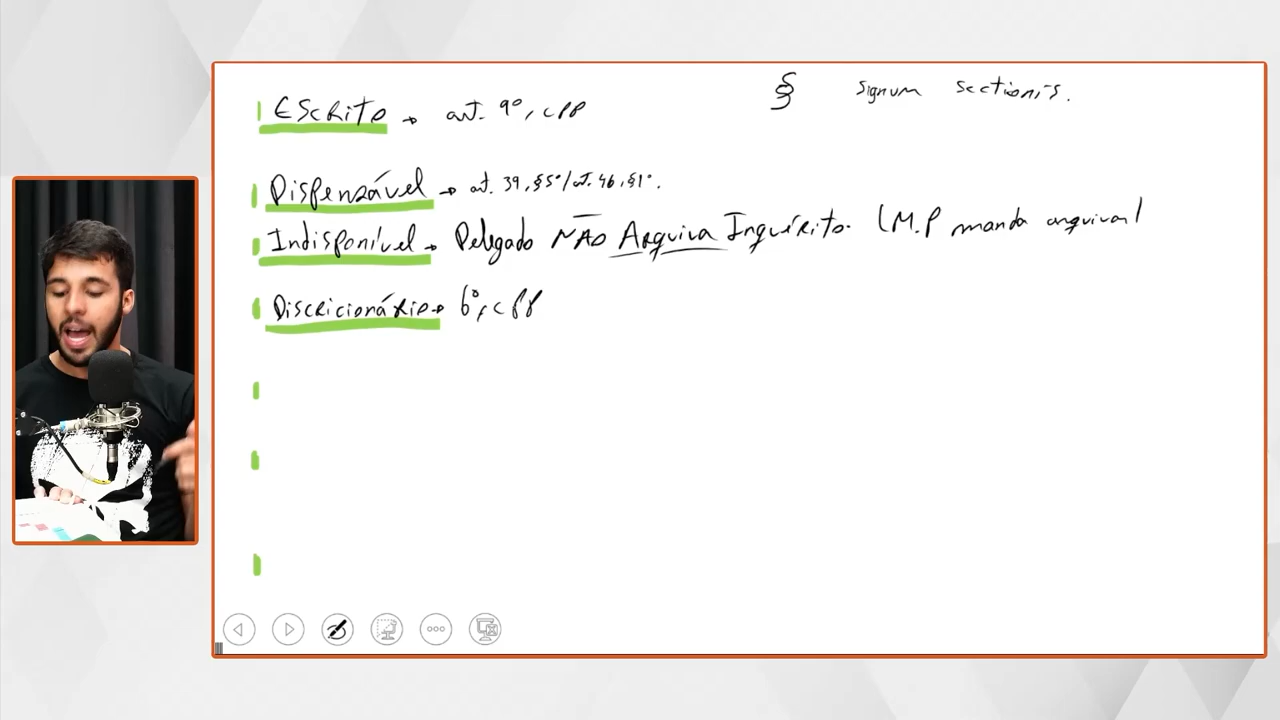 § signum sectionis.
Escrito → art. 9º, CPP
Dispensável → art. 39, §5º/art. 46, §1º.
Indisponível → Delegado NÃO Arquiva Inquérito. (M.P manda arquivar)
Discricionário → 6º, CPP